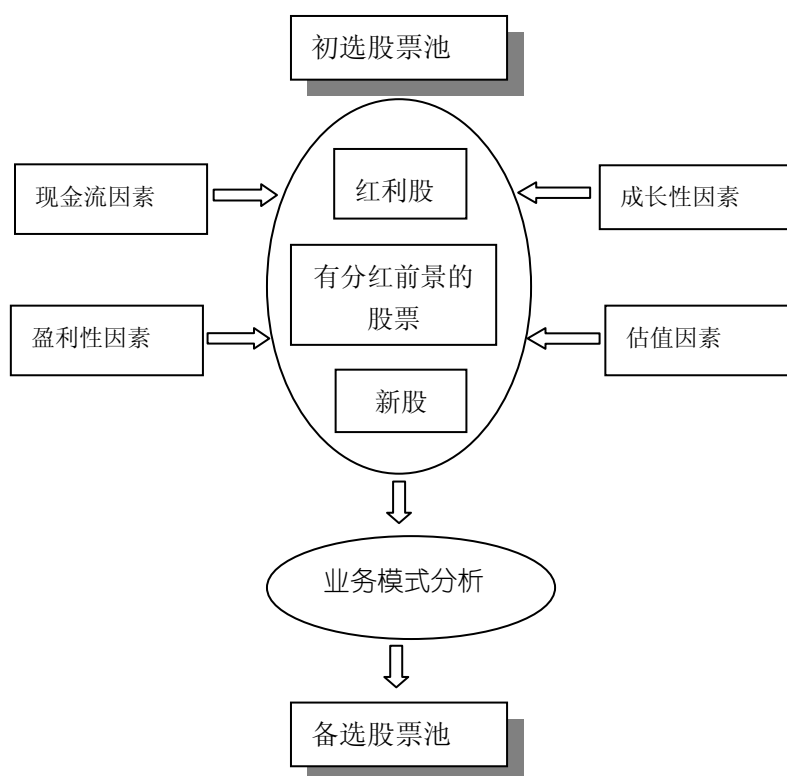 初选股票池
现金流因素
红利股
成长性因素
有分红前景的
股票
盈利性因素
估值因素
新股
业务模式分析
备选股票池